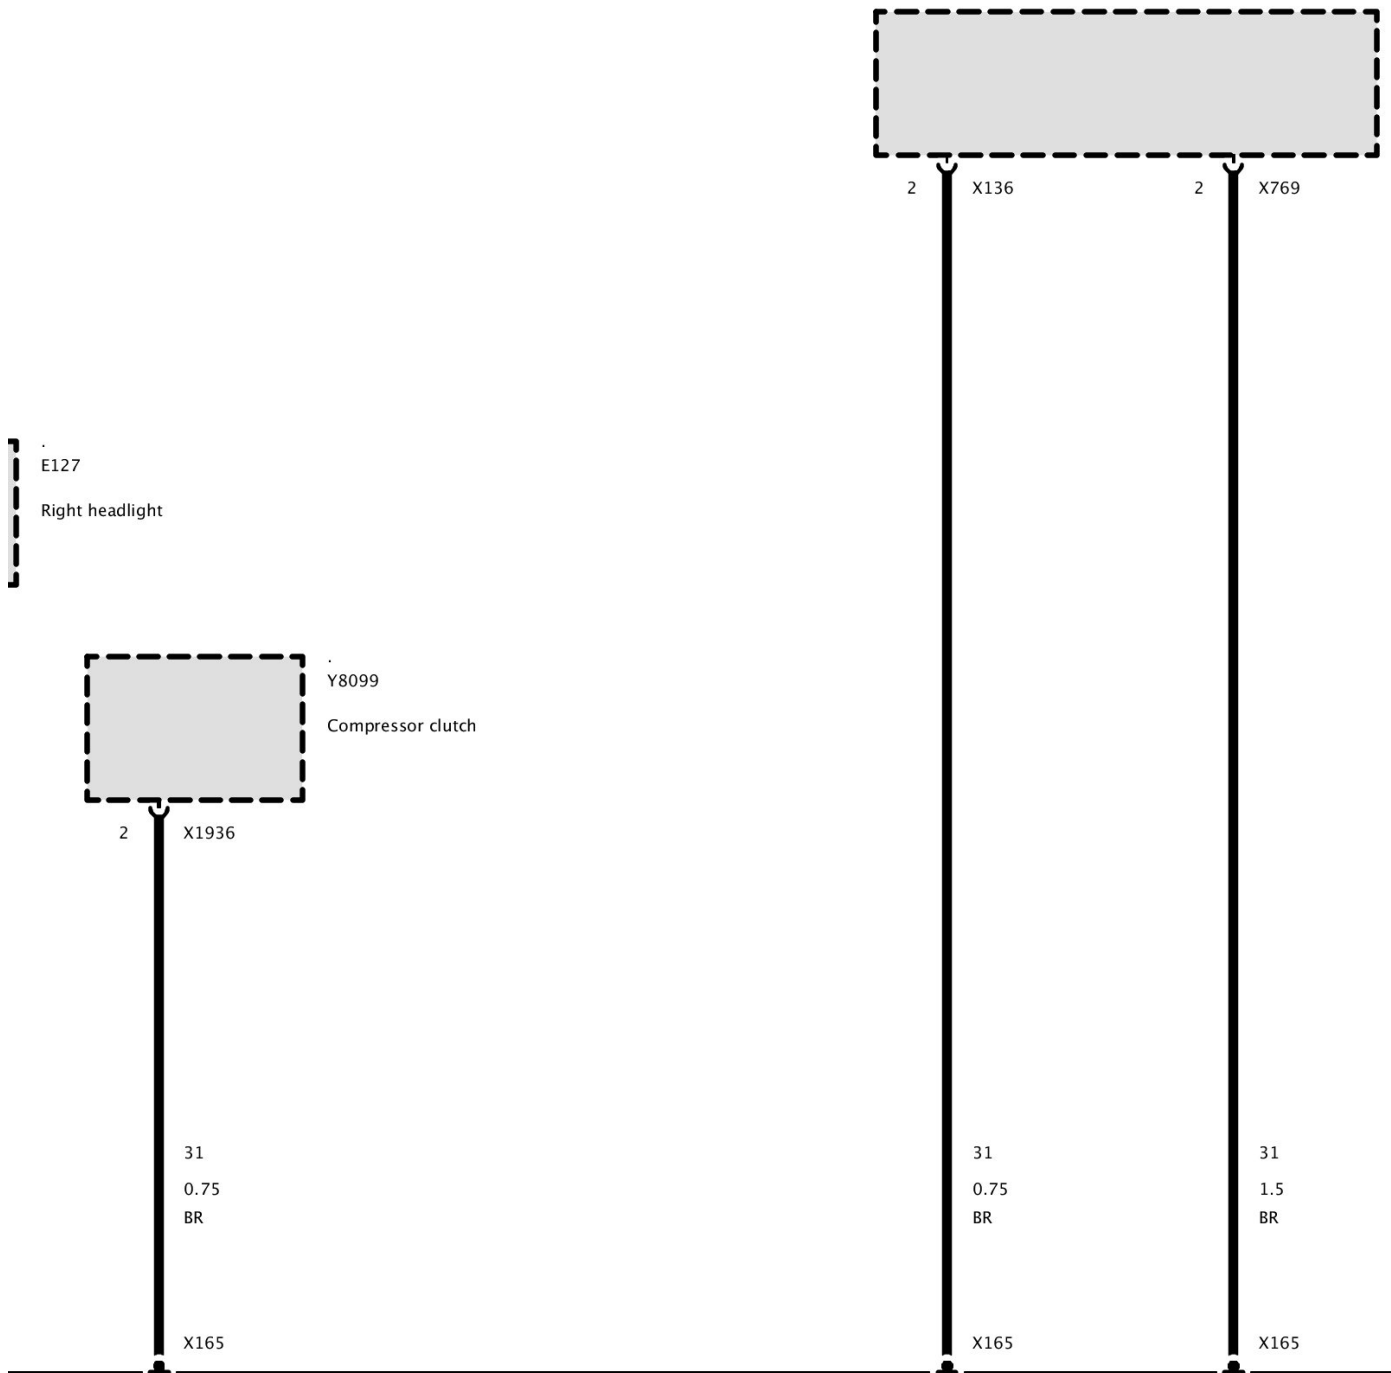 2 X136 2 X769
.
E127
Right headlight
.
Y8099
Compressor clutch
2 X1936
31 31 31
0.75 0.75 1.5
BR BR BR
X165 X165 X165